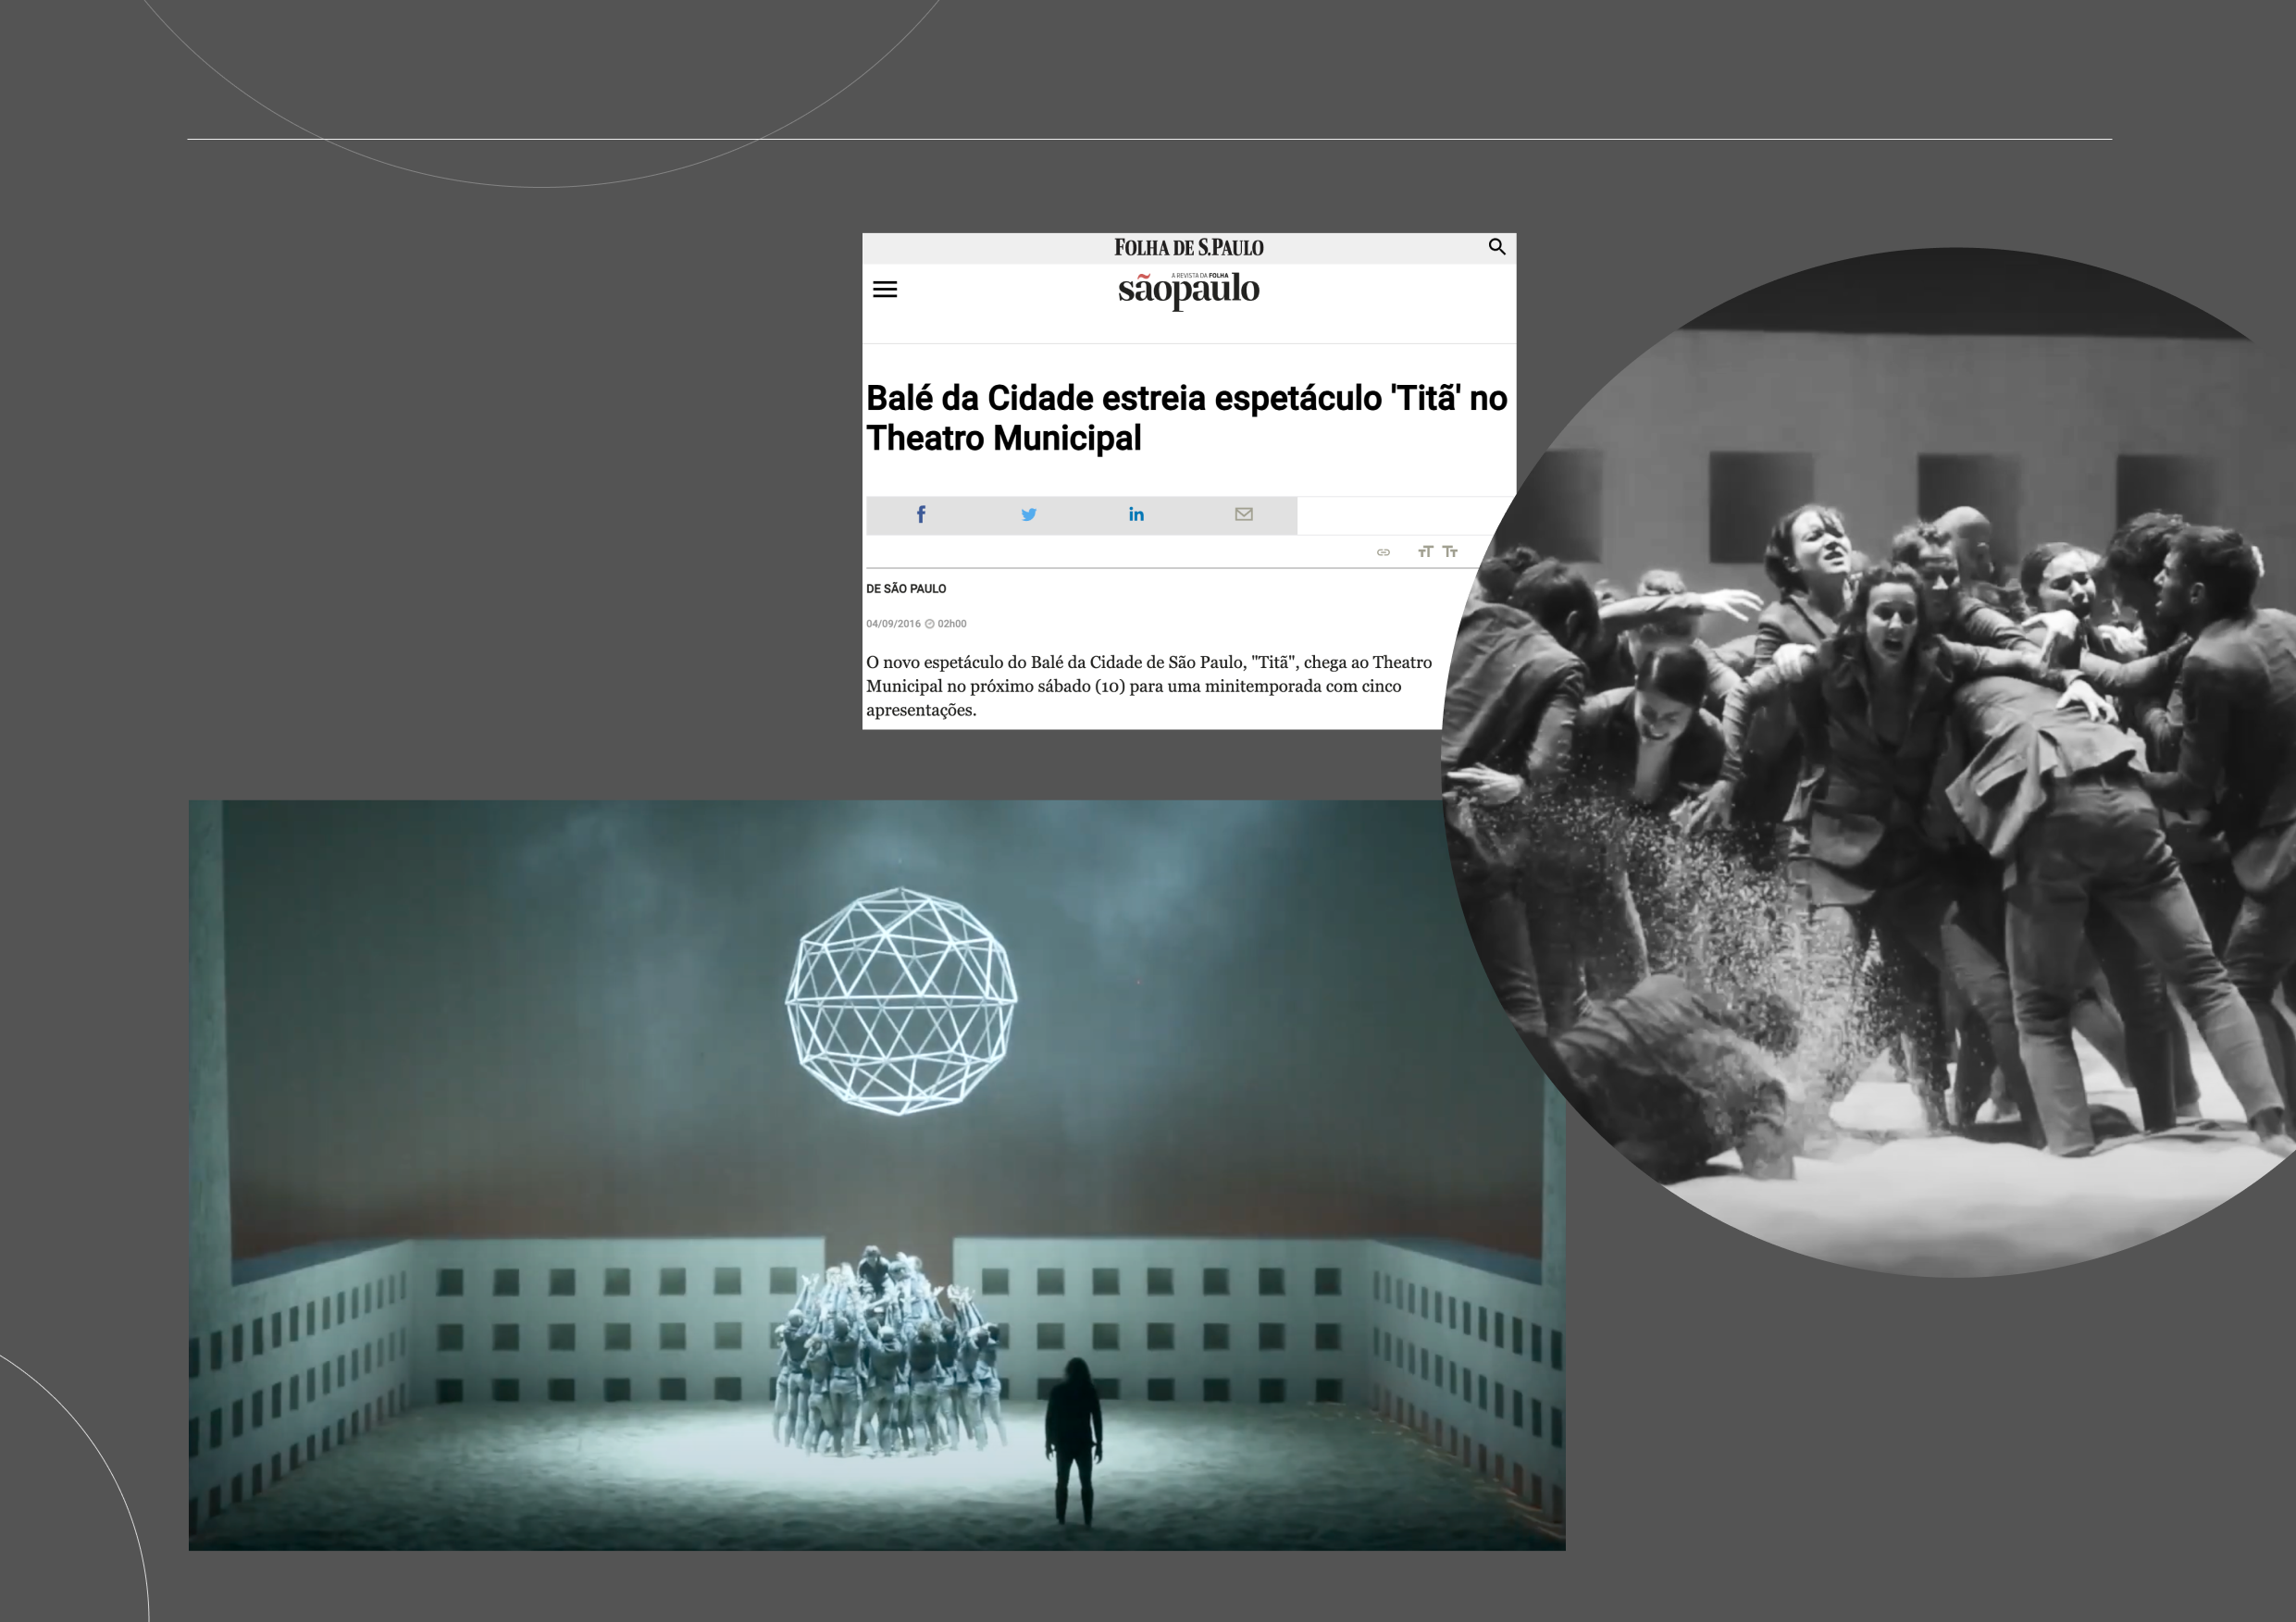 FOLHA DE S.PAULO
A REVISTA DA FOLHA
sãopaulo
Balé da Cidade estreia espetáculo 'Titã' no
Theatro Municipal
DE SÃO PAULO
04/09/2016 02h00
O novo espetáculo do Balé da Cidade de São Paulo, "Titã", chega ao Theatro
Municipal no próximo sábado (10) para uma minitemporada com cinco
apresentações.